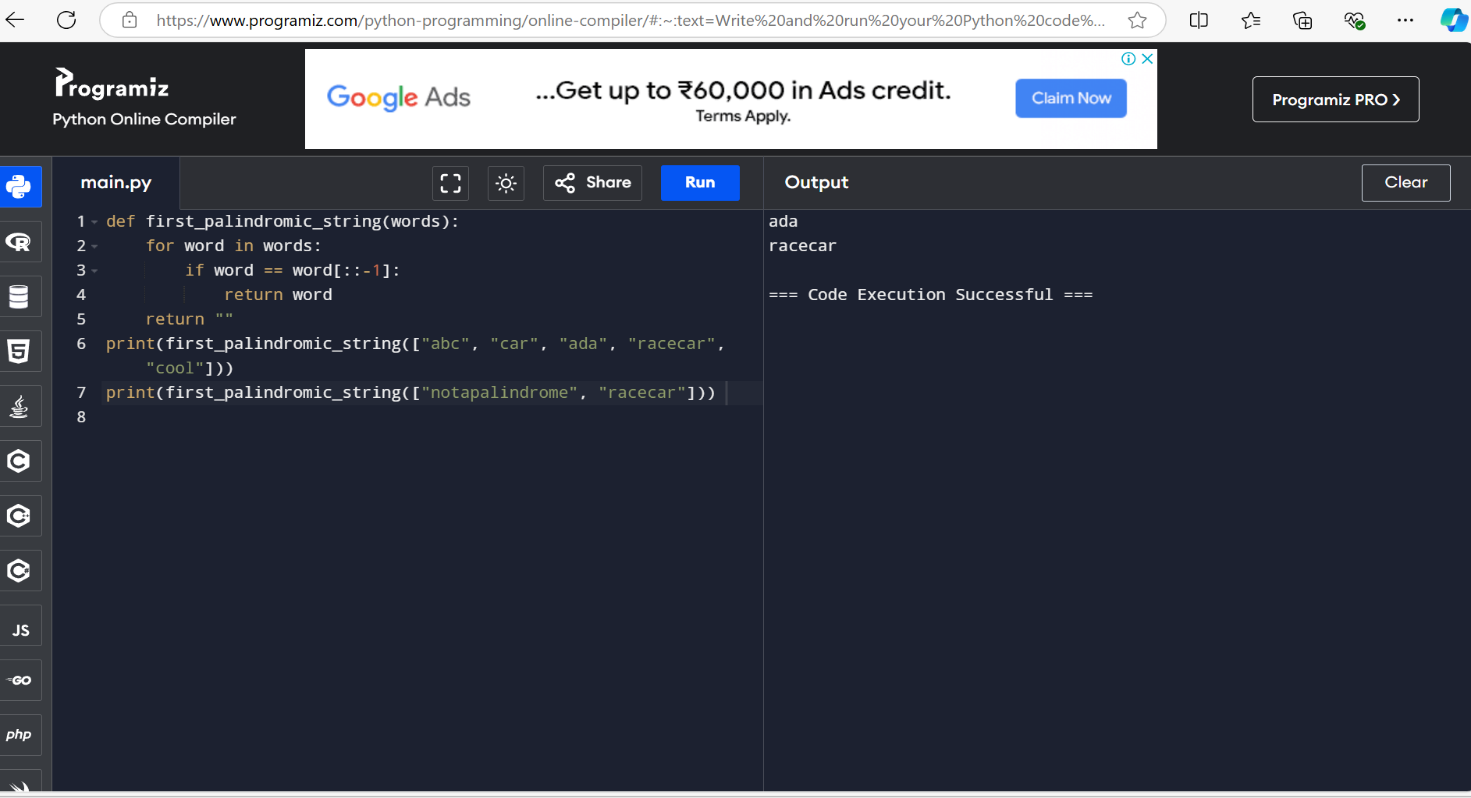 https://www.programiz.com/python-programming/online-compiler/#:~:text=Write%20and%20run%20your%20Python%20code%...
Programiz
Python Online Compiler
Google Ads
...Get up to ₹60,000 in Ads credit.
Terms Apply.
Claim Now
Programiz PRO ❯
main.py
Share
Run
Output
Clear
1 def first_palindromic_string(words):
2     for word in words:
3         if word == word[::-1]:
4             return word
5     return ""
6 print(first_palindromic_string(["abc", "car", "ada", "racecar",
    "cool"]))
7 print(first_palindromic_string(["notapalindrome", "racecar"]))
8
ada
racecar
=== Code Execution Successful ===
R
5
C
C
C
JS
GO
php